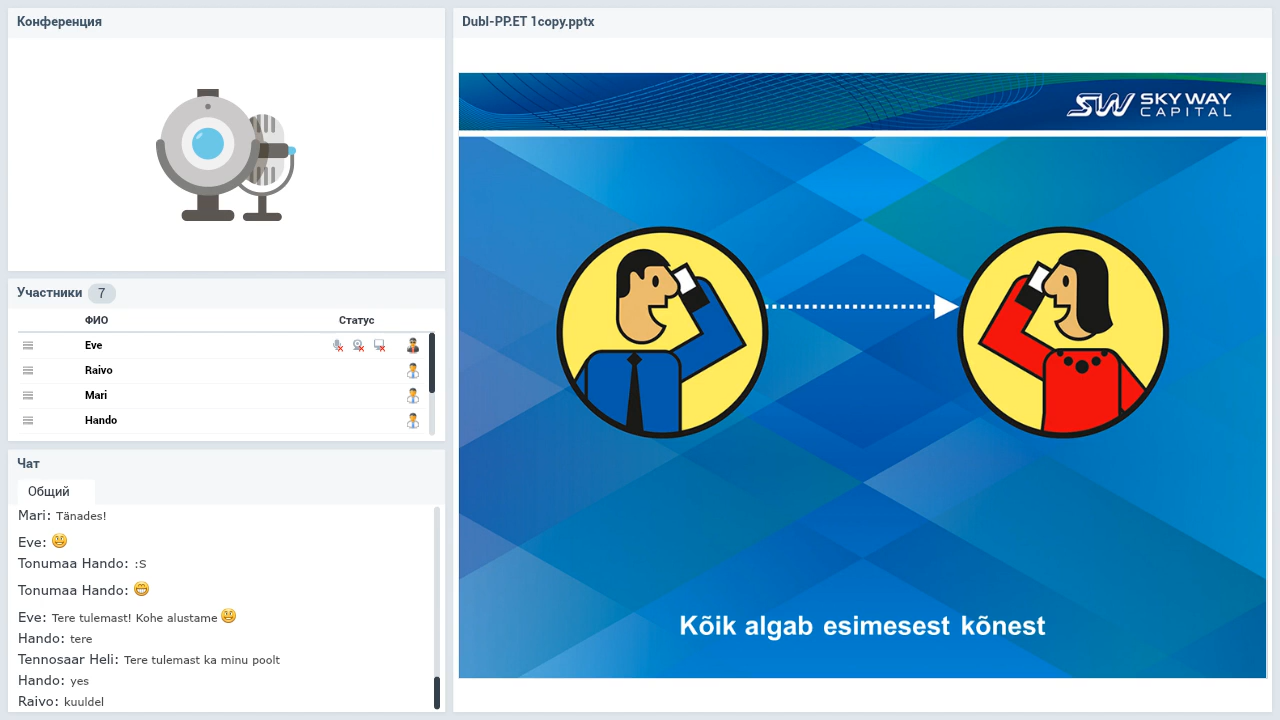 Конференция
Участники 7
ФИО Статус
Eve
Raivo
Mari
Hando
Чат
Общий
Mari: Tänades!
Eve:
Tonumaa Hando: :S
Tonumaa Hando:
Eve: Tere tulemast! Kohe alustame
Hando: tere
Tennosaar Heli: Tere tulemast ka minu poolt
Hando: yes
Raivo: kuuldel
Dubl-PP.ET 1copy.pptx
SW SKY WAY
CAPITAL
Kõik algab esimesest kõnest